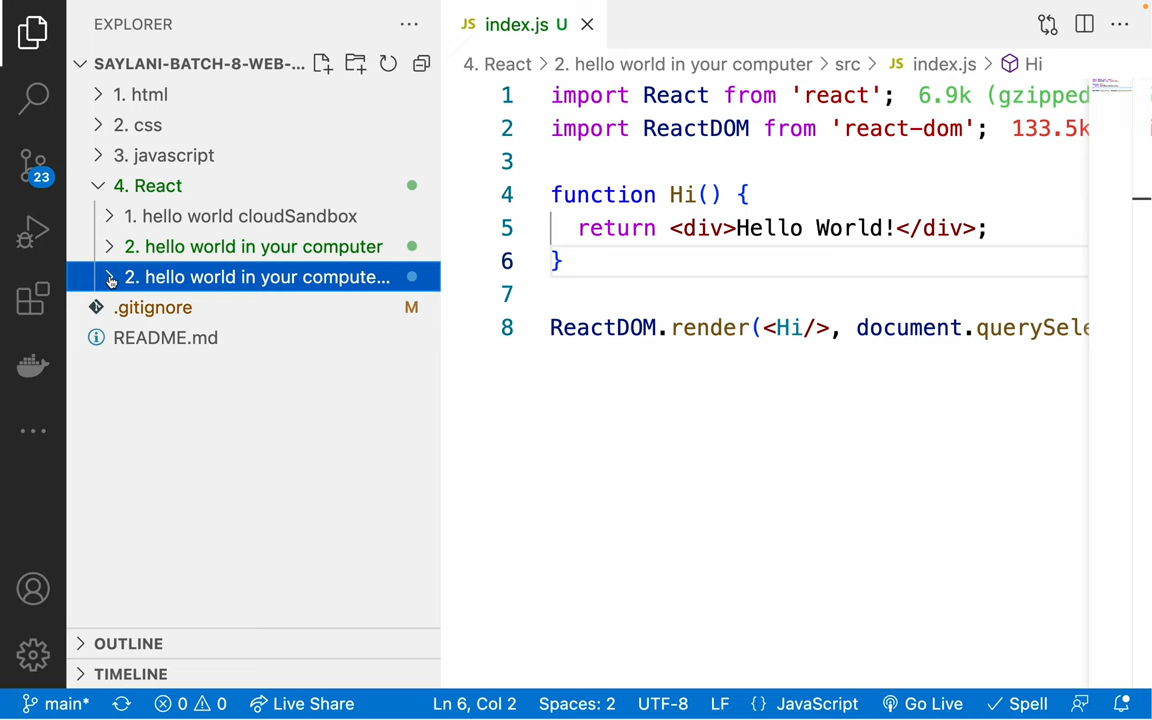 EXPLORER
SAYLANI-BATCH-8-WEB-...
1. html
2. css
3. javascript
4. React
1. hello world cloudSandbox
2. hello world in your computer
2. hello world in your compute...
.gitignore M
README.md
OUTLINE
TIMELINE
23
JS index.js U
4. React > 2. hello world in your computer > src > JS index.js > Hi
1 import React from 'react'; 6.9k (gzipped
2 import ReactDOM from 'react-dom'; 133.5k
3
4 function Hi() {
5 return <div>Hello World!</div>;
6 }
7
8 ReactDOM.render(<Hi/>, document.querySele
main* 0 0 Live Share Ln 6, Col 2 Spaces: 2 UTF-8 LF {} JavaScript Go Live Spell